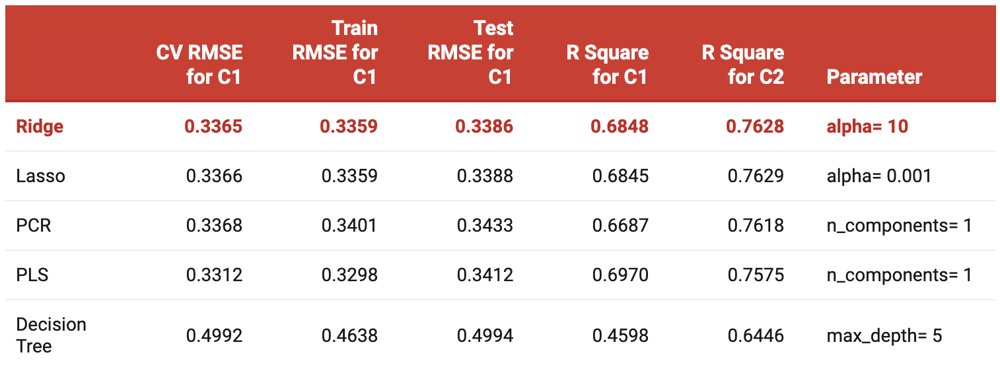 CV RMSE for C1 Train RMSE for C1 Test RMSE for C1 R Square for C1 R Square for C2 Parameter
Ridge 0.3365 0.3359 0.3386 0.6848 0.7628 alpha= 10
Lasso 0.3366 0.3359 0.3388 0.6845 0.7629 alpha= 0.001
PCR 0.3368 0.3401 0.3433 0.6687 0.7618 n_components= 1
PLS 0.3312 0.3298 0.3412 0.6970 0.7575 n_components= 1
Decision Tree 0.4992 0.4638 0.4994 0.4598 0.6446 max_depth= 5